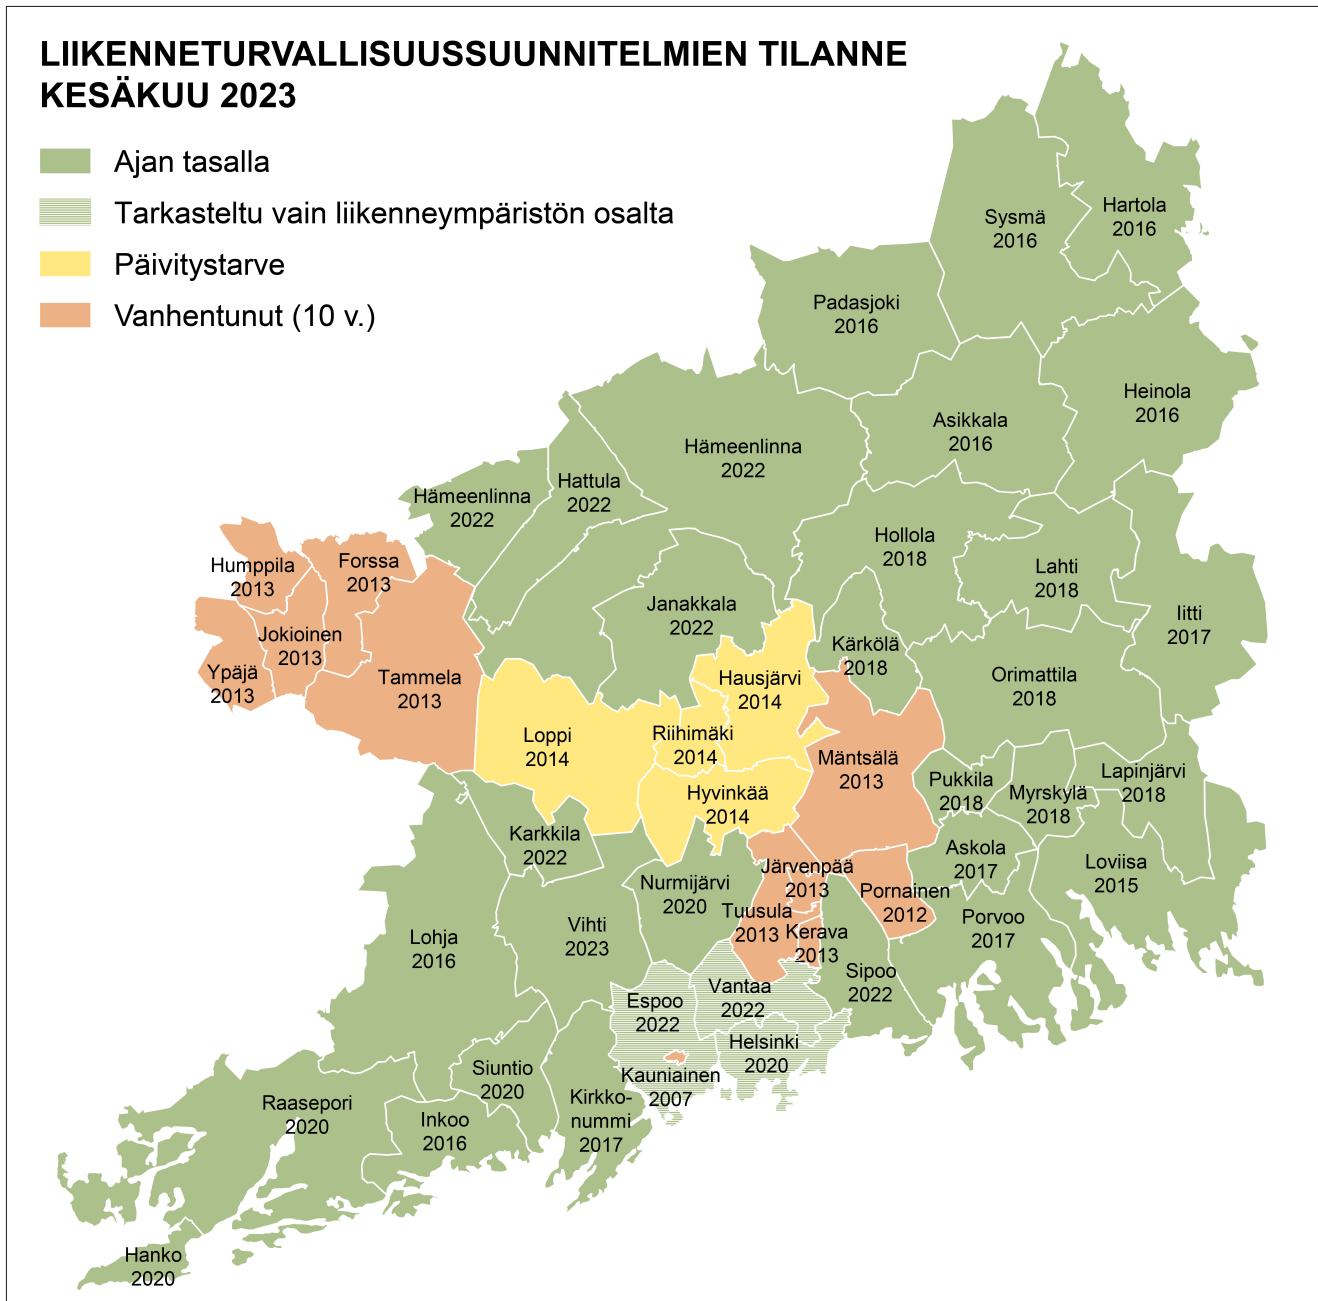 LIIKENNETURVALLISUUSSUUNNITELMIEN TILANNE
KESÄKUU 2023
Ajan tasalla
Tarkasteltu vain liikenneympäristön osalta
Päivitystarve
Vanhentunut (10 v.)
Hartola
2016
Sysmä
2016
Padasjoki
2016
Heinola
2016
Asikkala
2016
Hämeenlinna
2022
Hattula
2022
Hämeenlinna
2022
Hollola
2018
Lahti
2018
Iitti
2017
Humppila
2013
Forssa
2013
Jokioinen
2013
Ypäjä
2013
Tammela
2013
Janakkala
2022
Kärkölä
2018
Orimattila
2018
Hausjärvi
2014
Loppi
2014
Riihimäki
2014
Hyvinkää
2014
Mäntsälä
2013
Pukkila
2018
Myrskylä
2018
Lapinjärvi
2018
Karkkila
2022
Askola
2017
Loviisa
2015
Järvenpää
2013
Nurmijärvi
2020
Pornainen
2012
Tuusula
2013
Kerava
2013
Porvoo
2017
Vihti
2023
Lohja
2016
Sipoo
2022
Vantaa
2022
Espoo
2022
Helsinki
2020
Kauniainen
2007
Siuntio
2020
Kirkko-
nummi
2017
Raasepori
2020
Inkoo
2016
Hanko
2020